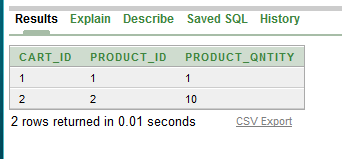 Results Explain Describe Saved SQL History
CART_ID PRODUCT_ID PRODUCT_QNTITY
1 1 1
2 2 10
2 rows returned in 0.01 seconds CSV Export